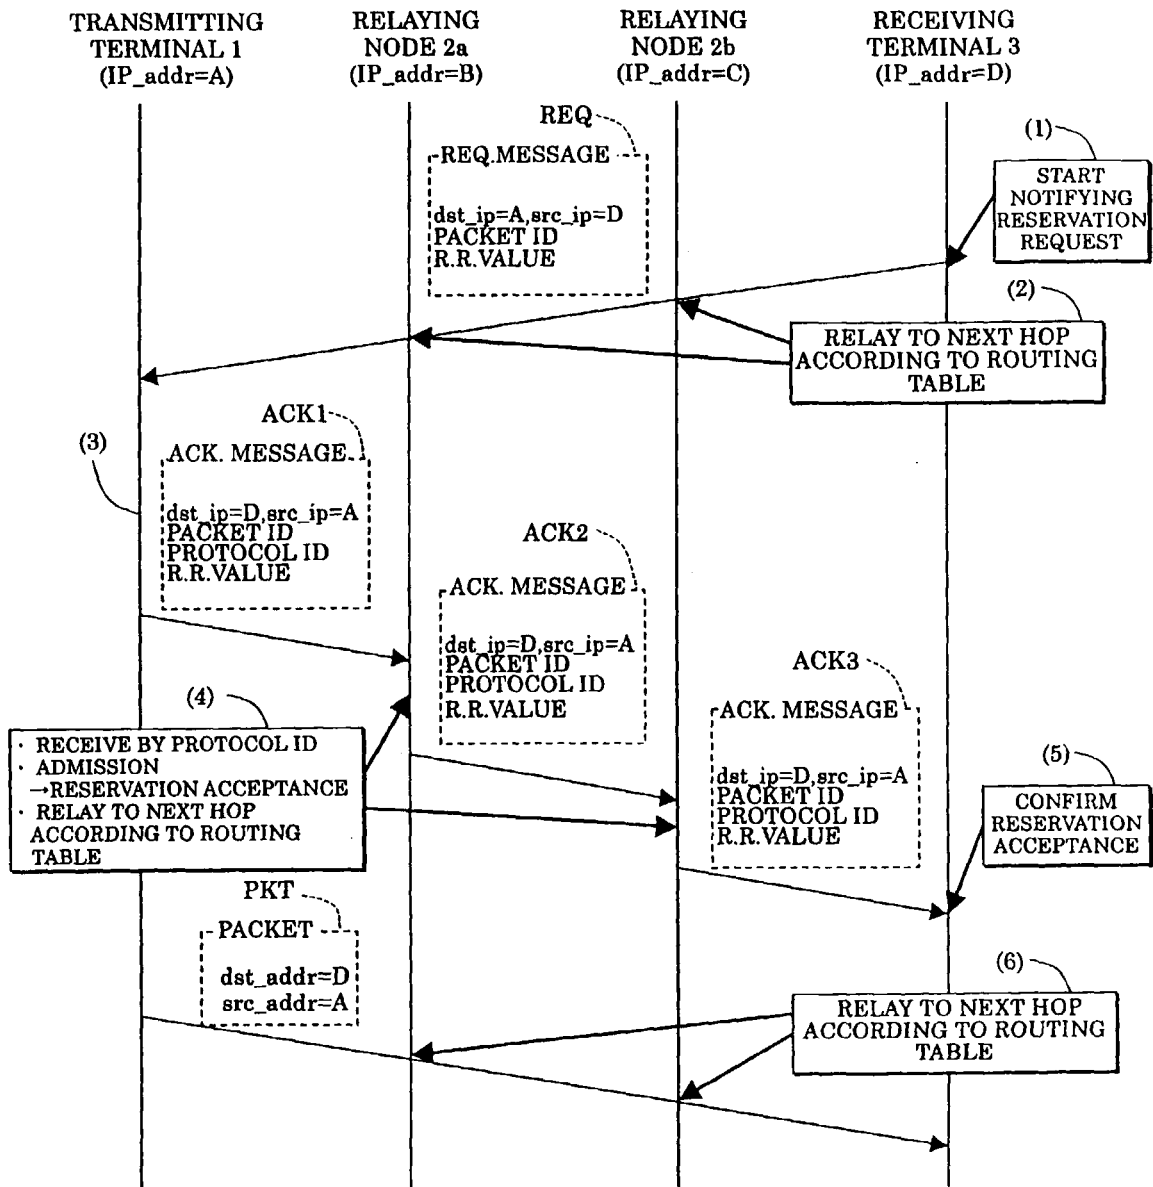 TRANSMITTING
TERMINAL 1
(IP_addr=A)
RELAYING
NODE 2a
(IP_addr=B)
RELAYING
NODE 2b
(IP_addr=C)
RECEIVING
TERMINAL 3
(IP_addr=D)
REQ
REQ.MESSAGE
dst_ip=A,src_ip=D
PACKET ID
R.R.VALUE
(1)
START
NOTIFYING
RESERVATION
REQUEST
(2)
RELAY TO NEXT HOP
ACCORDING TO ROUTING
TABLE
ACK1
(3)
ACK. MESSAGE
dst_ip=D,src_ip=A
PACKET ID
PROTOCOL ID
R.R.VALUE
ACK2
ACK. MESSAGE
dst_ip=D,src_ip=A
PACKET ID
PROTOCOL ID
R.R.VALUE
ACK3
ACK. MESSAGE
dst_ip=D,src_ip=A
PACKET ID
PROTOCOL ID
R.R.VALUE
(4)
· RECEIVE BY PROTOCOL ID
· ADMISSION
→RESERVATION ACCEPTANCE
· RELAY TO NEXT HOP
ACCORDING TO ROUTING
TABLE
(5)
CONFIRM
RESERVATION
ACCEPTANCE
PKT
PACKET
dst_addr=D
src_addr=A
(6)
RELAY TO NEXT HOP
ACCORDING TO ROUTING
TABLE